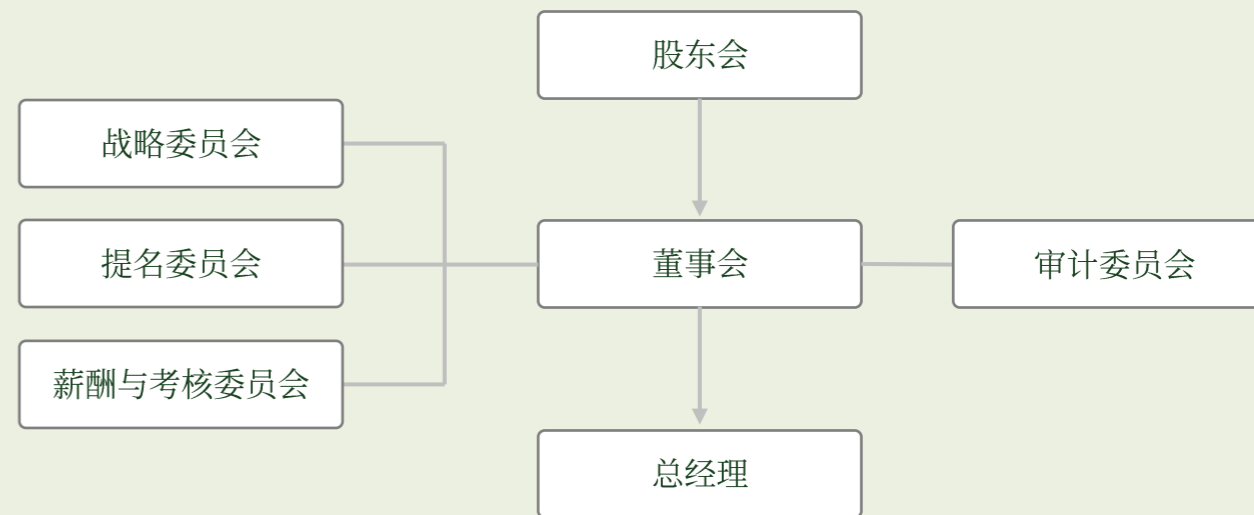 股东会
战略委员会
提名委员会
董事会
审计委员会
薪酬与考核委员会
总经理